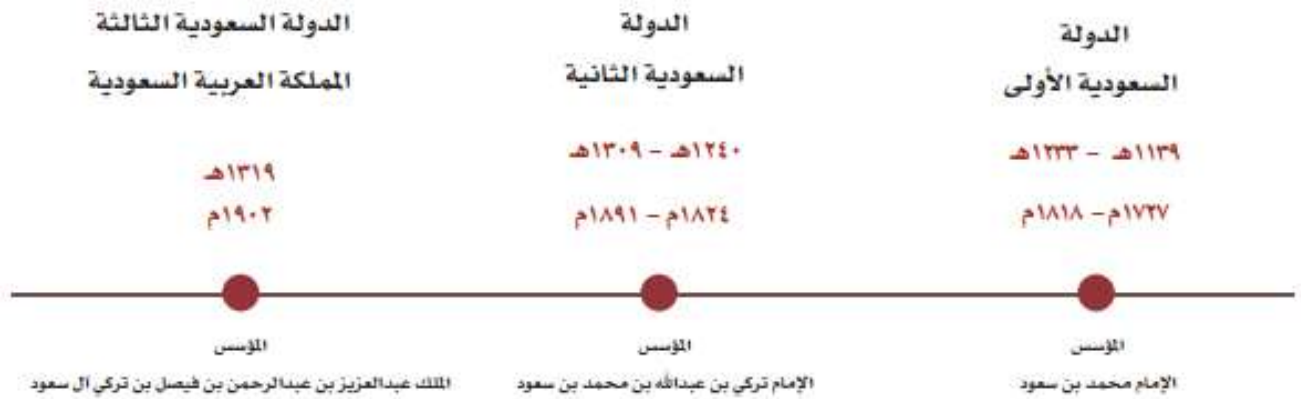 الدولة
السعودية الأولى
١١٣٩هـ - ١٢٣٣هـ
١٧٢٧م - ١٨١٨م
المؤسس
الإمام محمد بن سعود
الدولة
السعودية الثانية
١٢٤٠هـ - ١٣٠٩هـ
١٨٢٤م - ١٨٩١م
المؤسس
الإمام تركي بن عبدالله بن محمد بن سعود
الدولة السعودية الثالثة
المملكة العربية السعودية
١٣١٩هـ
١٩٠٢م
المؤسس
الملك عبدالعزيز بن عبدالرحمن بن فيصل بن تركي آل سعود